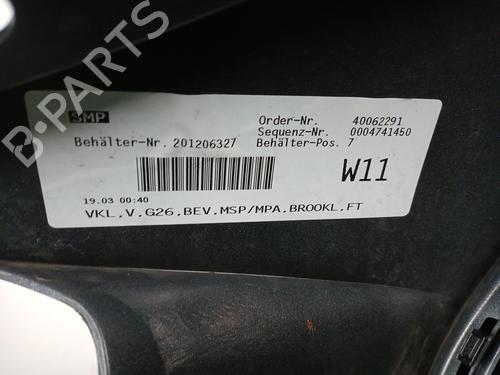 SMP
Order-Nr. 40062291
Sequenz-Nr. 0004741450
Behälter-Nr. 201206327 Behälter-Pos. 7
W11
19.03 00:40
VKL,V,G26,BEV,MSP/MPA,BROOKL,FT